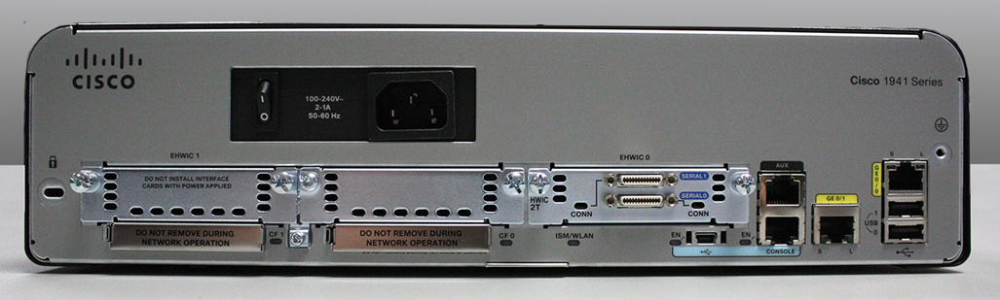 CISCO
Cisco 1941 Series
I
O
100-240V~
2-1A
50-60 Hz
EHWIC 1
EHWIC 0
DO NOT INSTALL INTERFACE
CARDS WITH POWER APPLIED
HWIC
2T
CONN
SERIAL1
SERIAL0
CONN
AUX
GE 0/1
S L
GE 0/0
1
USB
0
DO NOT REMOVE DURING
NETWORK OPERATION
CF 1
DO NOT REMOVE DURING
NETWORK OPERATION
CF 0
ISM/WLAN
EN
EN
CONSOLE
S L